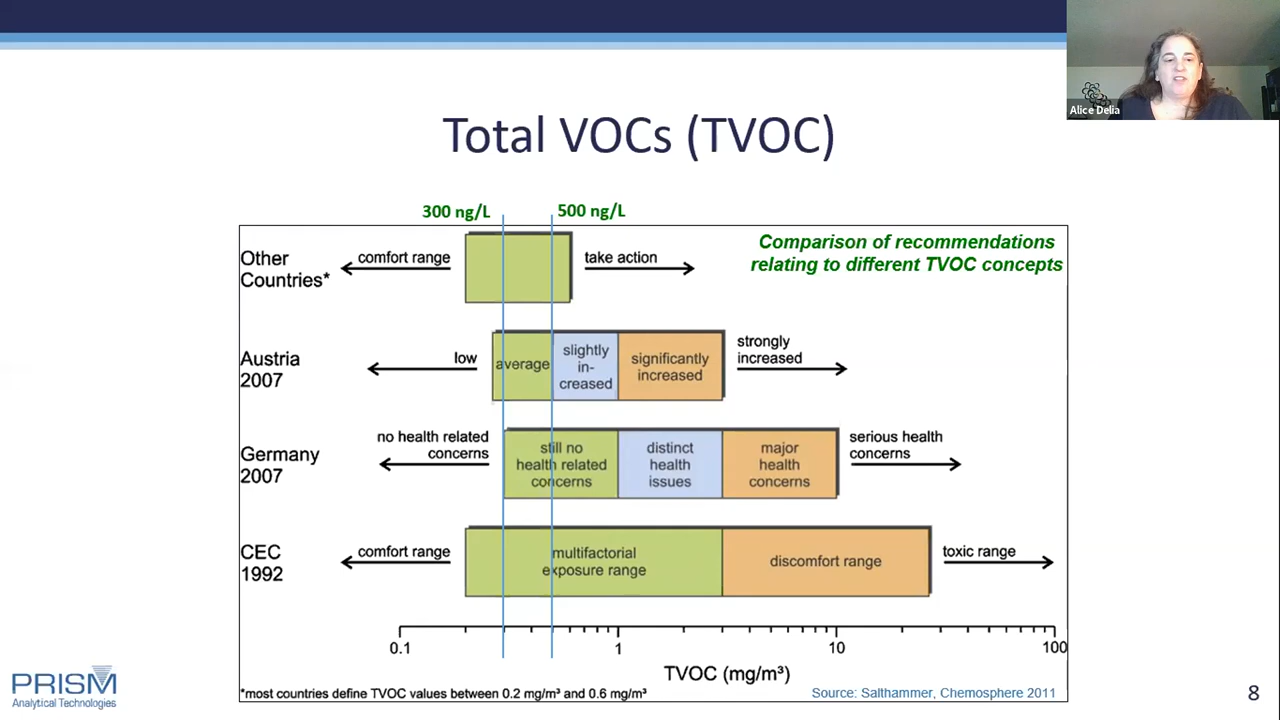 Alice Delia
Total VOCs (TVOC)
300 ng/L
500 ng/L
Comparison of recommendations
relating to different TVOC concepts
Other
Countries*
comfort range
take action
Austria
2007
low
average
slightly
in-
creased
significantly
increased
strongly
increased
Germany
2007
no health related
concerns
still no
health related
concerns
distinct
health
issues
major
health
concerns
serious health
concerns
CEC
1992
comfort range
multifactorial
exposure range
discomfort range
toxic range
0.1
1
10
100
TVOC (mg/m³)
*most countries define TVOC values between 0.2 mg/m³ and 0.6 mg/m³
Source: Salthammer, Chemosphere 2011
PRISM
Analytical Technologies
8